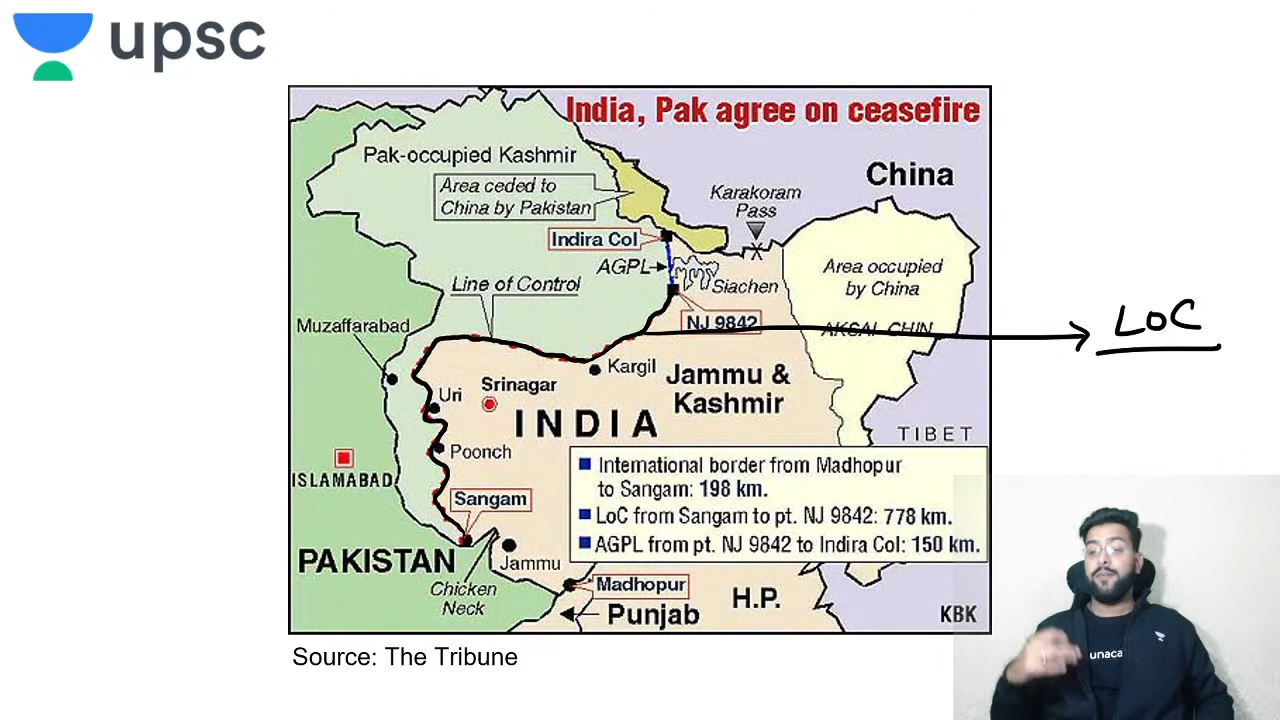 upsc
India, Pak agree on ceasefire
Pak-occupied Kashmir
China
Area ceded to
China by Pakistan
Karakoram
Pass
Indira Col
AGPL
Siachen
Area occupied
by China
Line of Control
NJ 9842
AKSAI CHIN
LOC
Muzaffarabad
Kargil
Jammu &
Kashmir
Uri
Srinagar
INDIA
TIBET
Poonch
ISLAMABAD
Sangam
International border from Madhopur
to Sangam: 198 km.
LoC from Sangam to pt. NJ 9842: 778 km.
AGPL from pt. NJ 9842 to Indira Col: 150 km.
PAKISTAN
Jammu
Chicken
Neck
Madhopur
Punjab
H.P.
KBK
Source: The Tribune
unaca